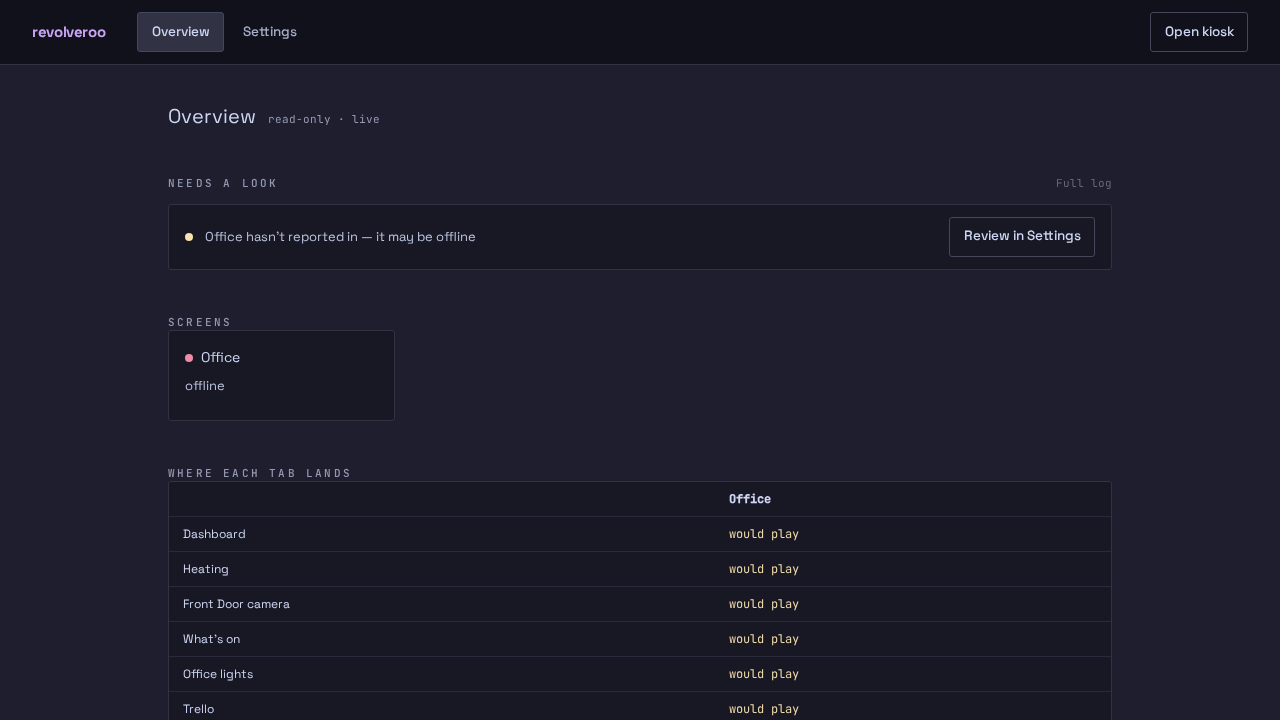 revolveroo
Overview
Settings
Open kiosk
Overview read-only · live
NEEDS A LOOK
Full log
Office hasn't reported in — it may be offline
Review in Settings
SCREENS
Office
offline
WHERE EACH TAB LANDS
Office
Dashboard would play
Heating would play
Front Door camera would play
What's on would play
Office lights would play
Trello would play